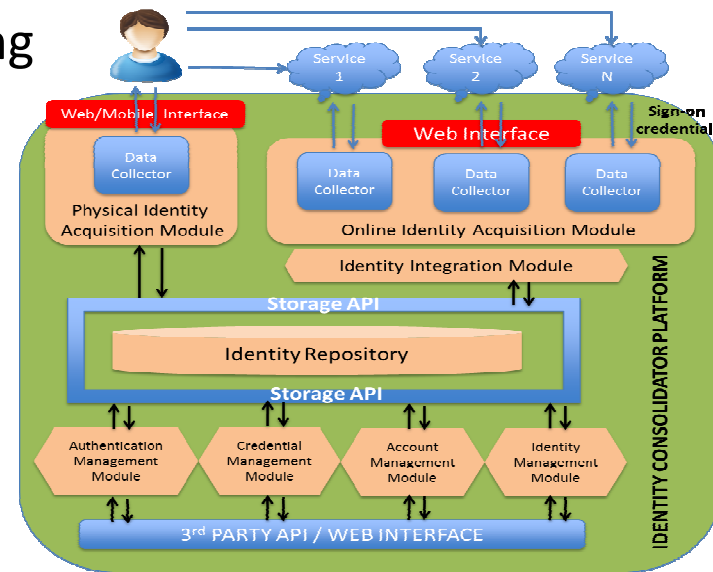 ng
Service
1
Service
2
Service
N
Web/Mobile Interface
Sign-on
credential
Web Interface
Data
Collector
Data
Collector
Data
Collector
Data
Collector
Physical Identity
Acquisition Module
Online Identity Acquisition Module
Identity Integration Module
Storage API
Identity Repository
Storage API
Authentication
Management
Module
Credential
Management
Module
Account
Management
Module
Identity
Management
Module
3rd PARTY API / WEB INTERFACE
IDENTITY CONSOLIDATOR PLATFORM